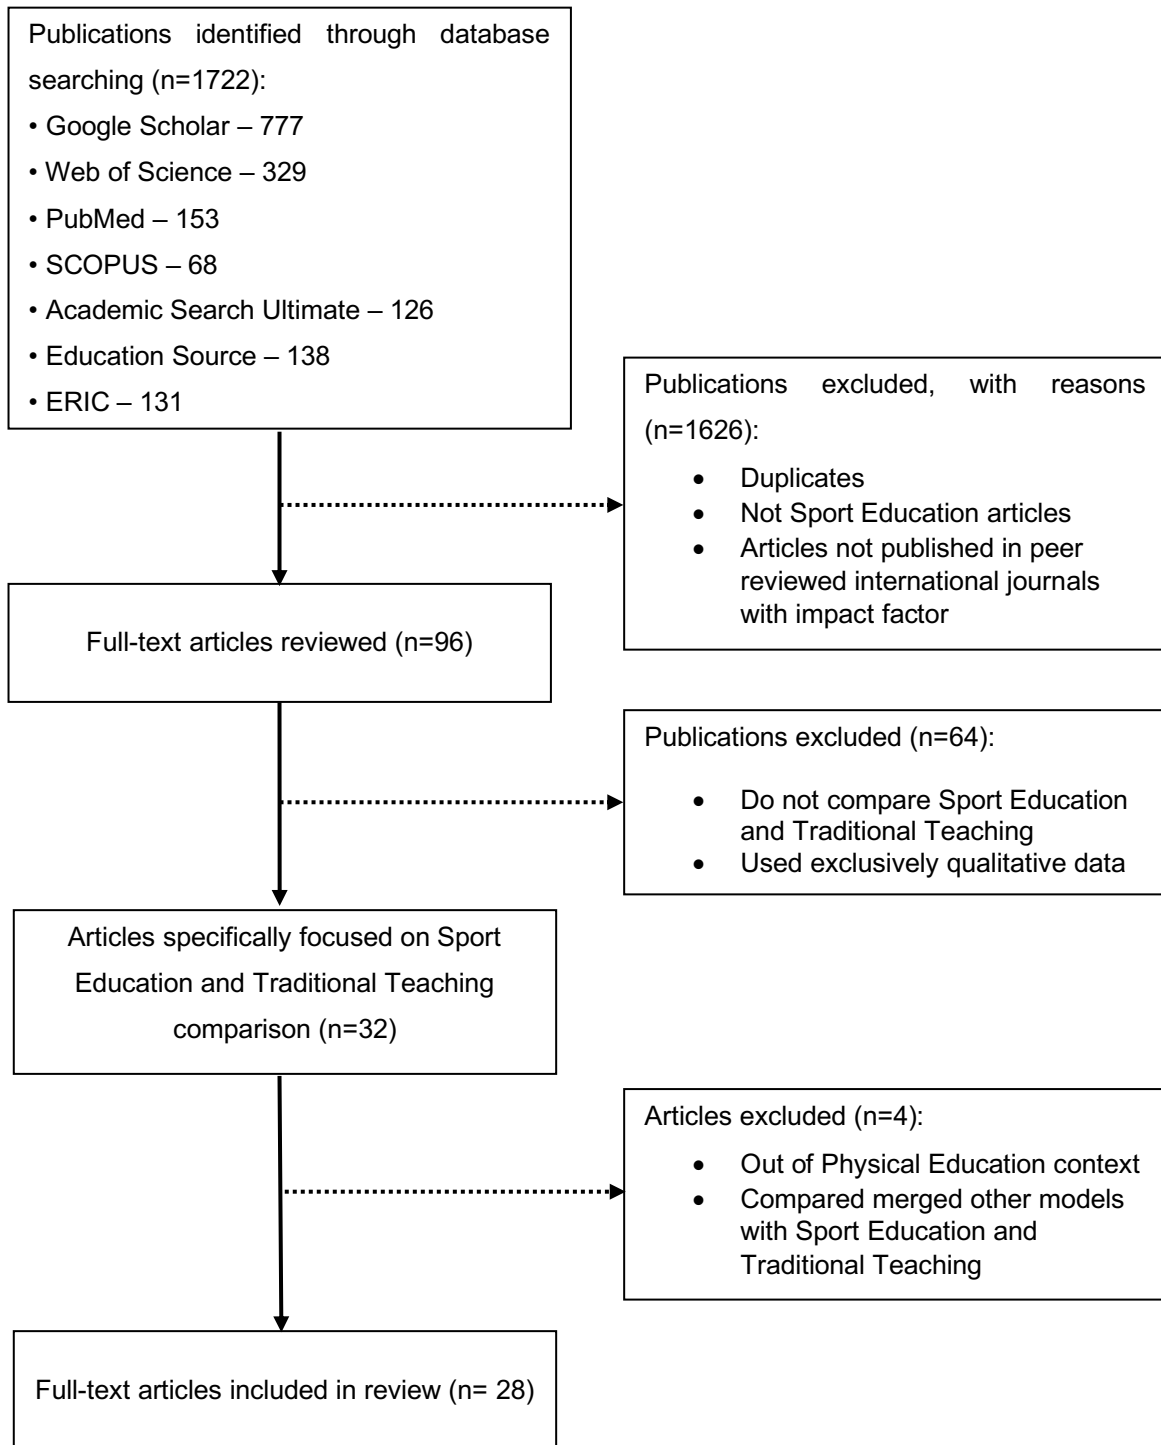 Publications identified through database
searching (n=1722):
• Google Scholar – 777
• Web of Science – 329
• PubMed – 153
• SCOPUS – 68
• Academic Search Ultimate – 126
• Education Source – 138
• ERIC – 131
Publications excluded, with reasons
(n=1626):
• Duplicates
• Not Sport Education articles
• Articles not published in peer
reviewed international journals
with impact factor
Full-text articles reviewed (n=96)
Publications excluded (n=64):
• Do not compare Sport Education
and Traditional Teaching
• Used exclusively qualitative data
Articles specifically focused on Sport
Education and Traditional Teaching
comparison (n=32)
Articles excluded (n=4):
• Out of Physical Education context
• Compared merged other models
with Sport Education and
Traditional Teaching
Full-text articles included in review (n= 28)